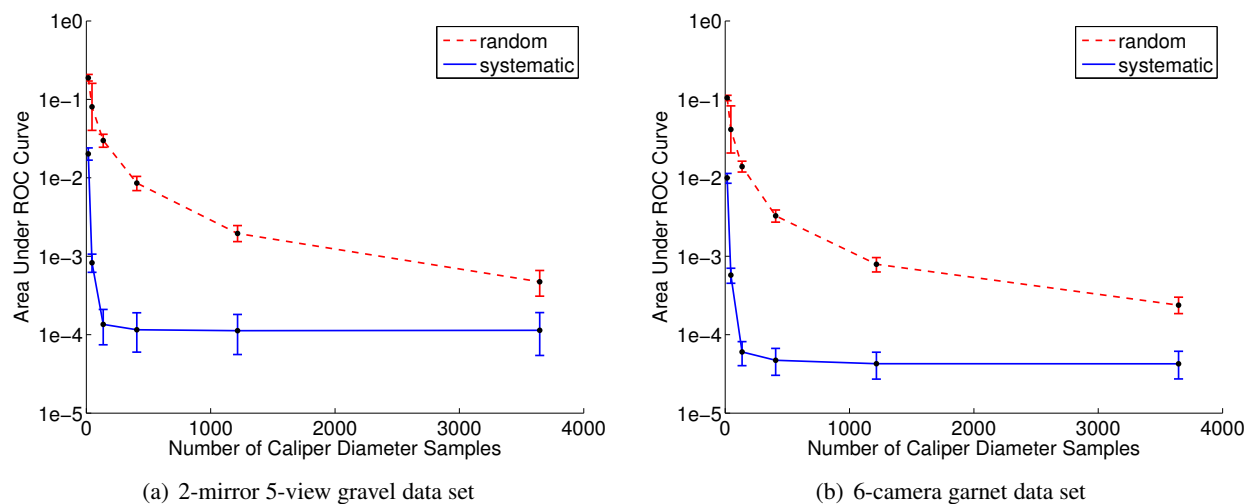 1e0
1e−1
1e−2
1e−3
1e−4
1e−5
Area Under ROC Curve
0 1000 2000 3000 4000
Number of Caliper Diameter Samples
random
systematic
(a) 2-mirror 5-view gravel data set
1e0
1e−1
1e−2
1e−3
1e−4
1e−5
Area Under ROC Curve
0 1000 2000 3000 4000
Number of Caliper Diameter Samples
random
systematic
(b) 6-camera garnet data set